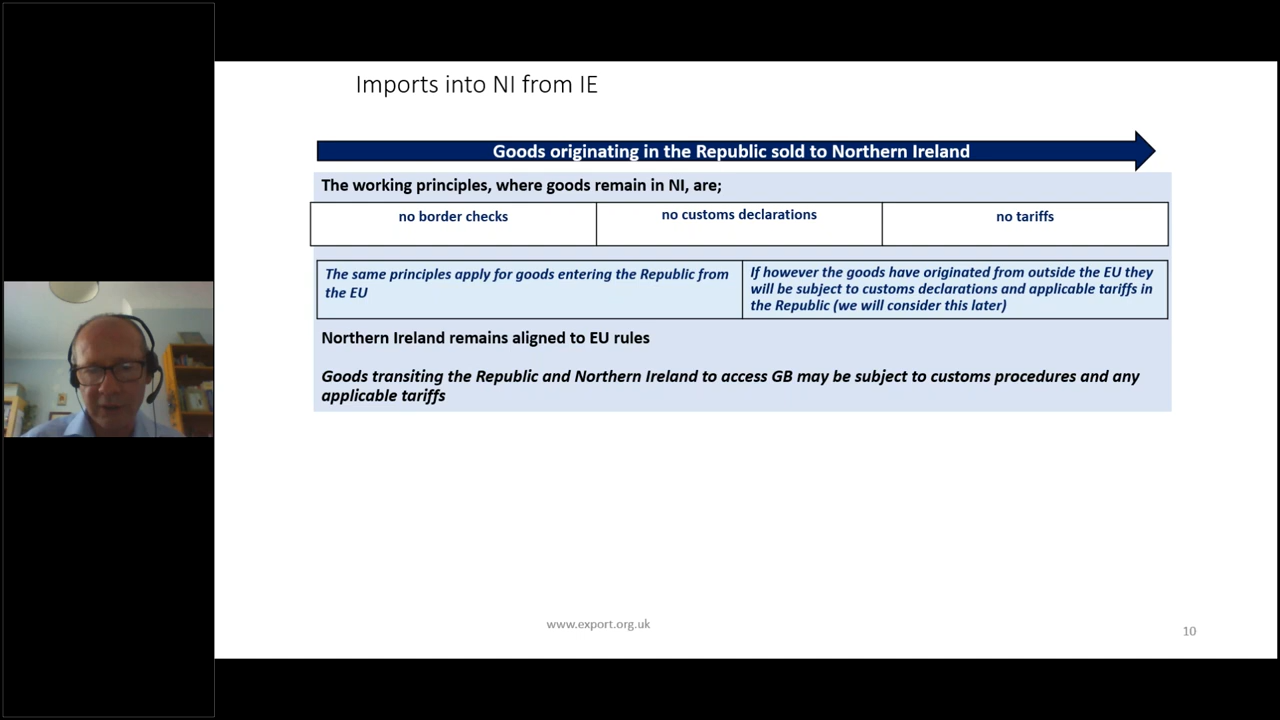 Imports into NI from IE
Goods originating in the Republic sold to Northern Ireland
The working principles, where goods remain in NI, are;
no border checks
no customs declarations
no tariffs
The same principles apply for goods entering the Republic from
the EU
If however the goods have originated from outside the EU they
will be subject to customs declarations and applicable tariffs in
the Republic (we will consider this later)
Northern Ireland remains aligned to EU rules
Goods transiting the Republic and Northern Ireland to access GB may be subject to customs procedures and any
applicable tariffs
www.export.org.uk
10